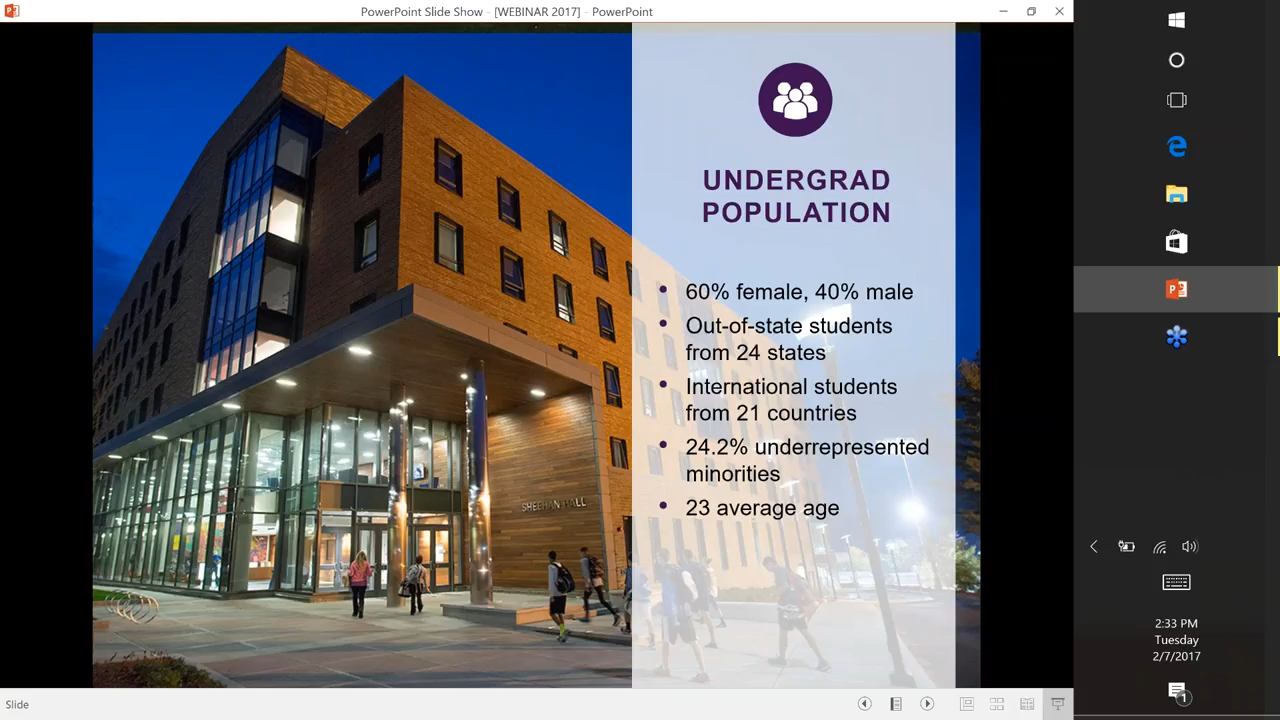 PowerPoint Slide Show - [WEBINAR 2017] - PowerPoint
UNDERGRAD
POPULATION
• 60% female, 40% male
• Out-of-state students
from 24 states
• International students
from 21 countries
• 24.2% underrepresented
minorities
• 23 average age
SHEEHAN HALL
2:33 PM
Tuesday
2/7/2017
1
Slide